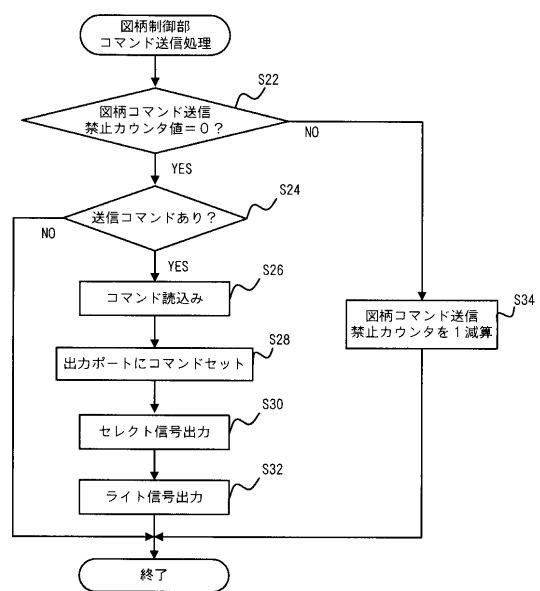 図柄制御部
コマンド送信処理
S22
図柄コマンド送信
禁止カウンタ値=0?
NO
YES
S24
送信コマンドあり?
NO
YES
S26
コマンド読込み
S34
図柄コマンド送信
禁止カウンタを1減算
S28
出力ポートにコマンドセット
S30
セレクト信号出力
S32
ライト信号出力
終了